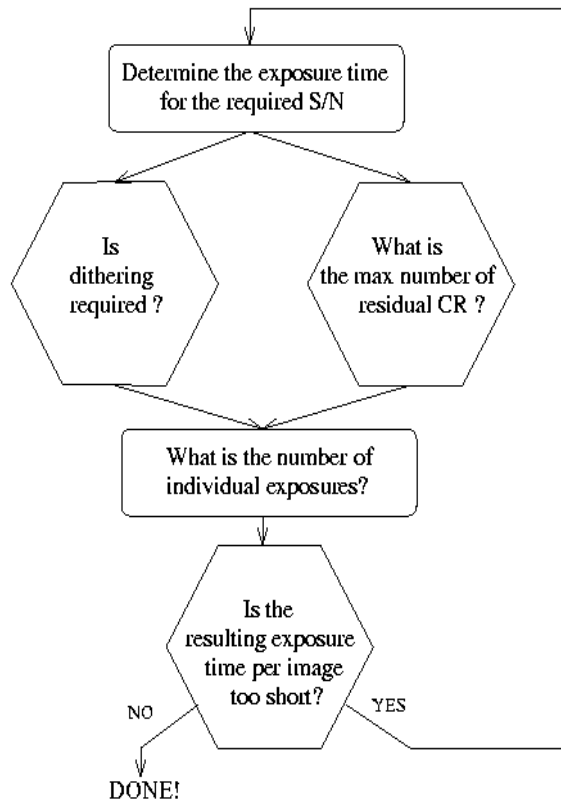 Determine the exposure time
for the required S/N
Is
dithering
required ?
What is
the max number of
residual CR ?
What is the number of
individual exposures?
Is the
resulting exposure
time per image
too short?
NO
YES
DONE!